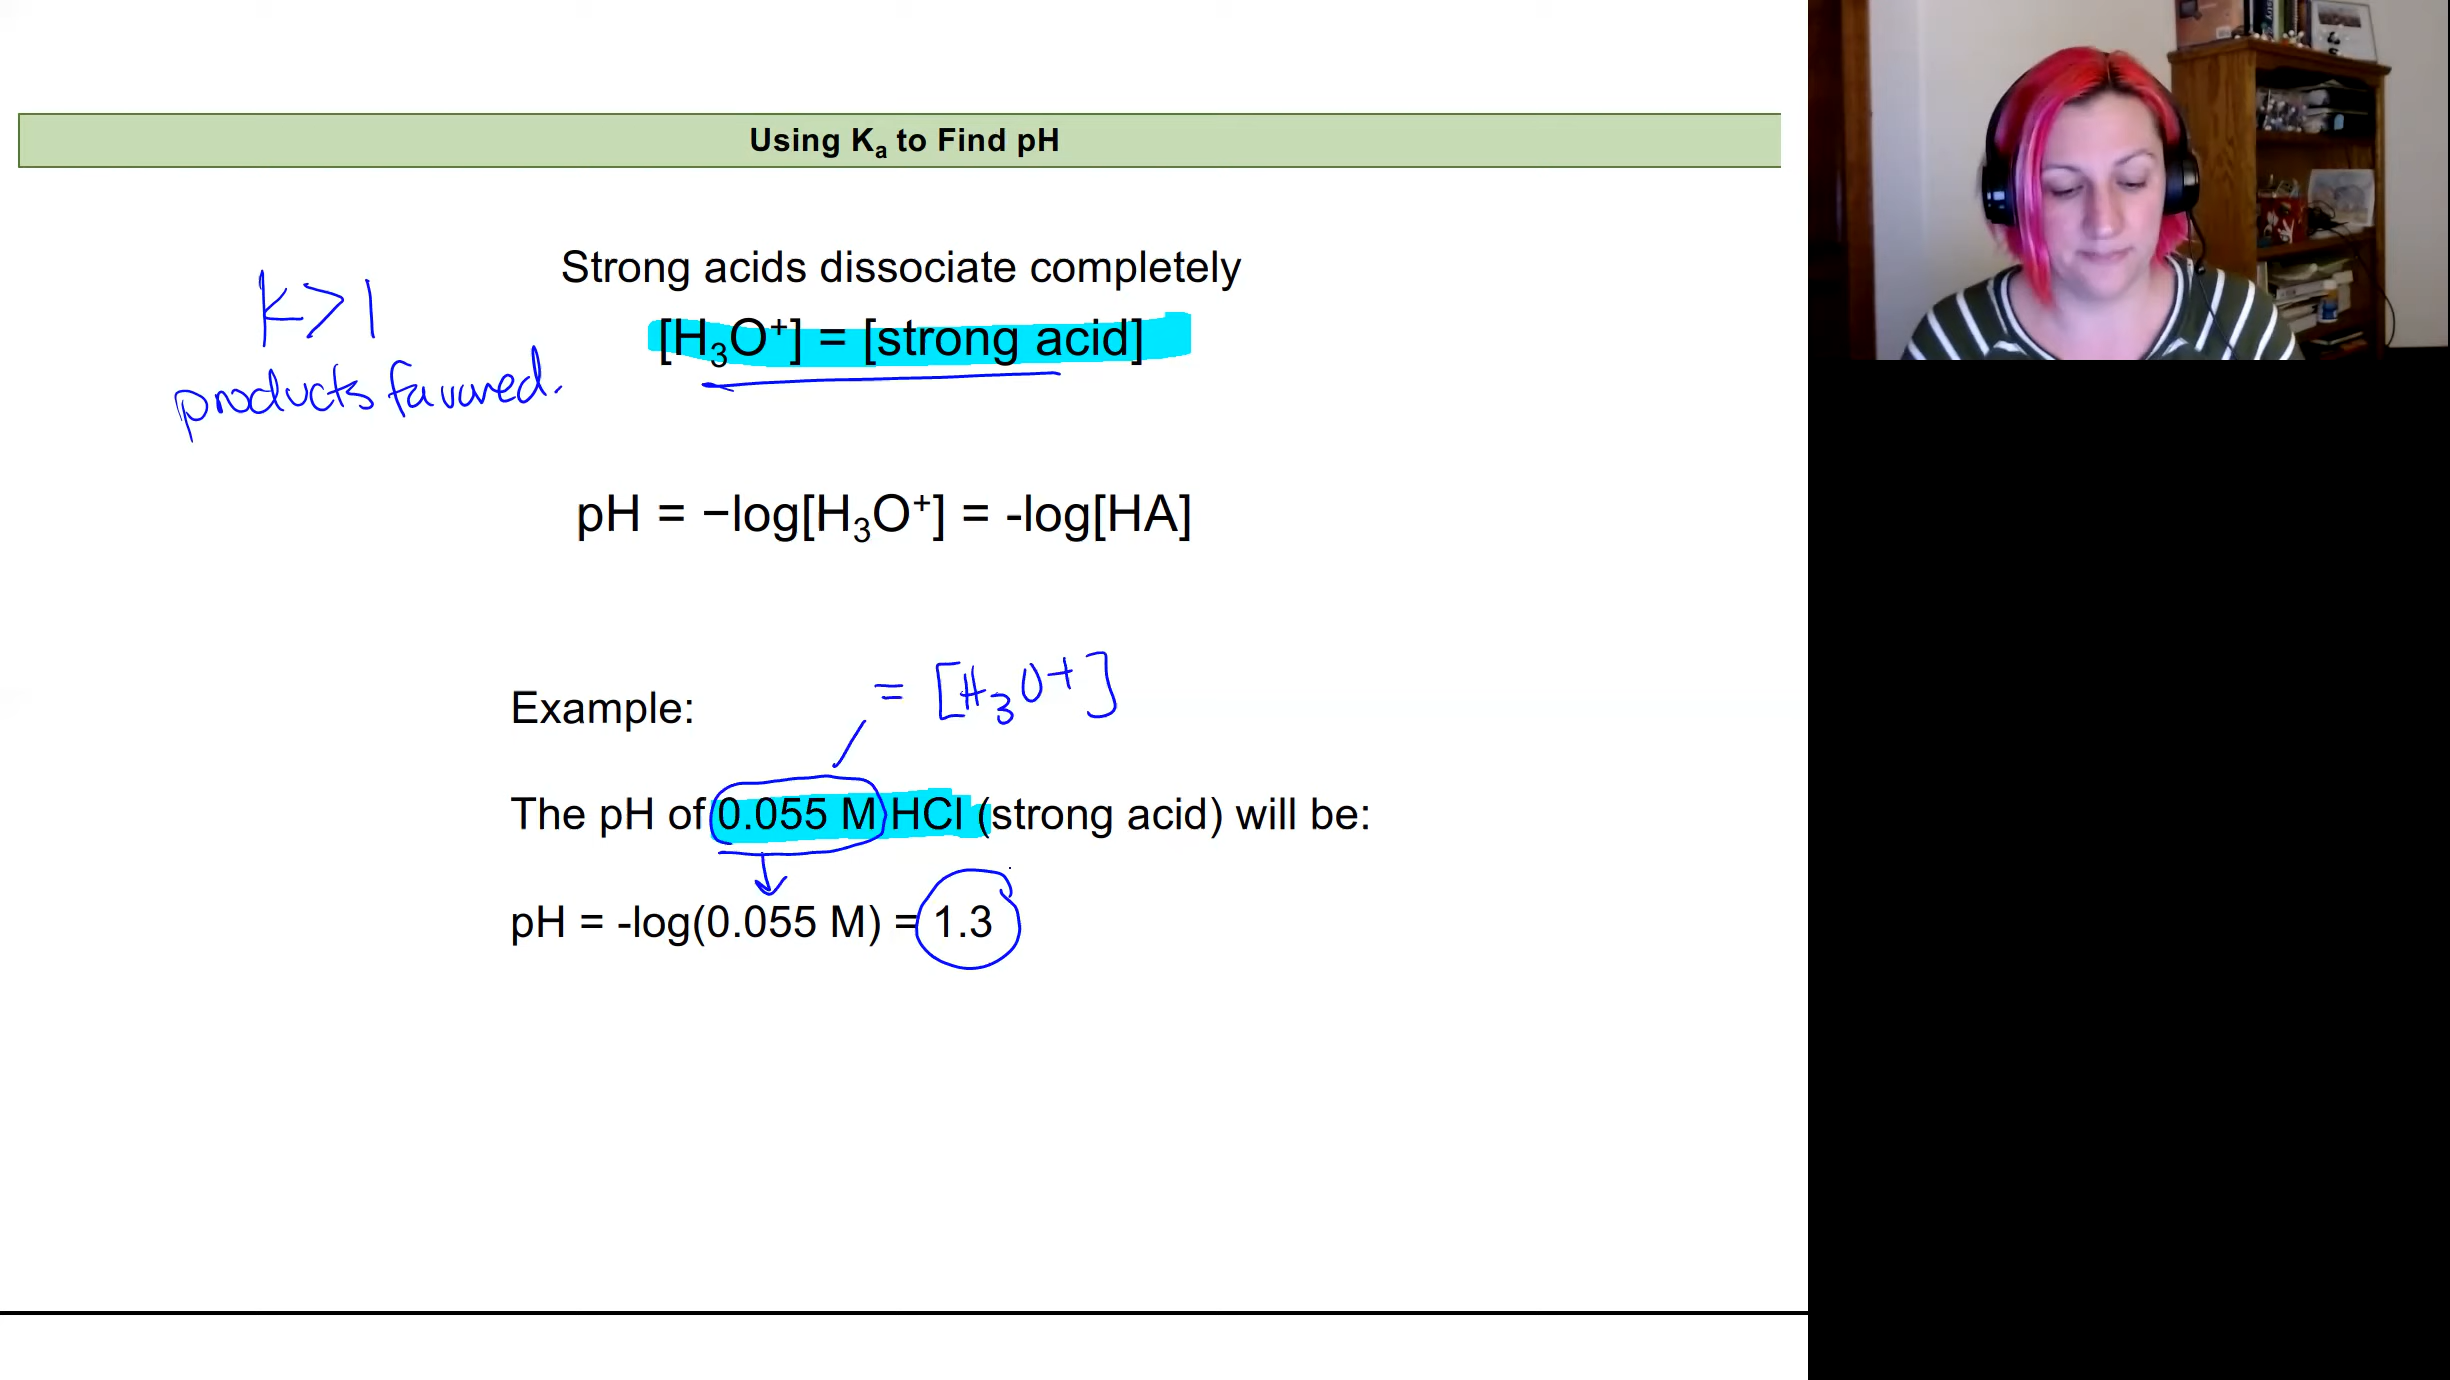 Using Kₐ to Find pH
Strong acids dissociate completely
k>1
[H₃O⁺] = [strong acid]
products favored.
pH = −log[H₃O⁺] = -log[HA]
= [H₃O+]
Example:
The pH of 0.055 M HCl (strong acid) will be:
pH = -log(0.055 M) = 1.3